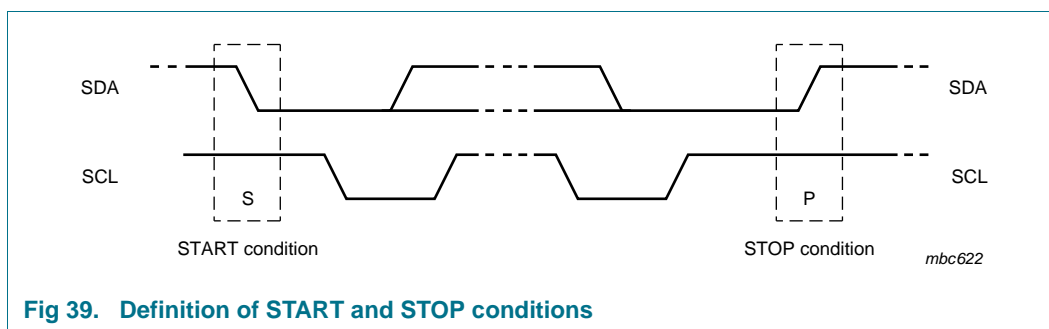 SDA
SDA
SCL
SCL
S
P
START condition
STOP condition
mbc622
Fig 39. Definition of START and STOP conditions